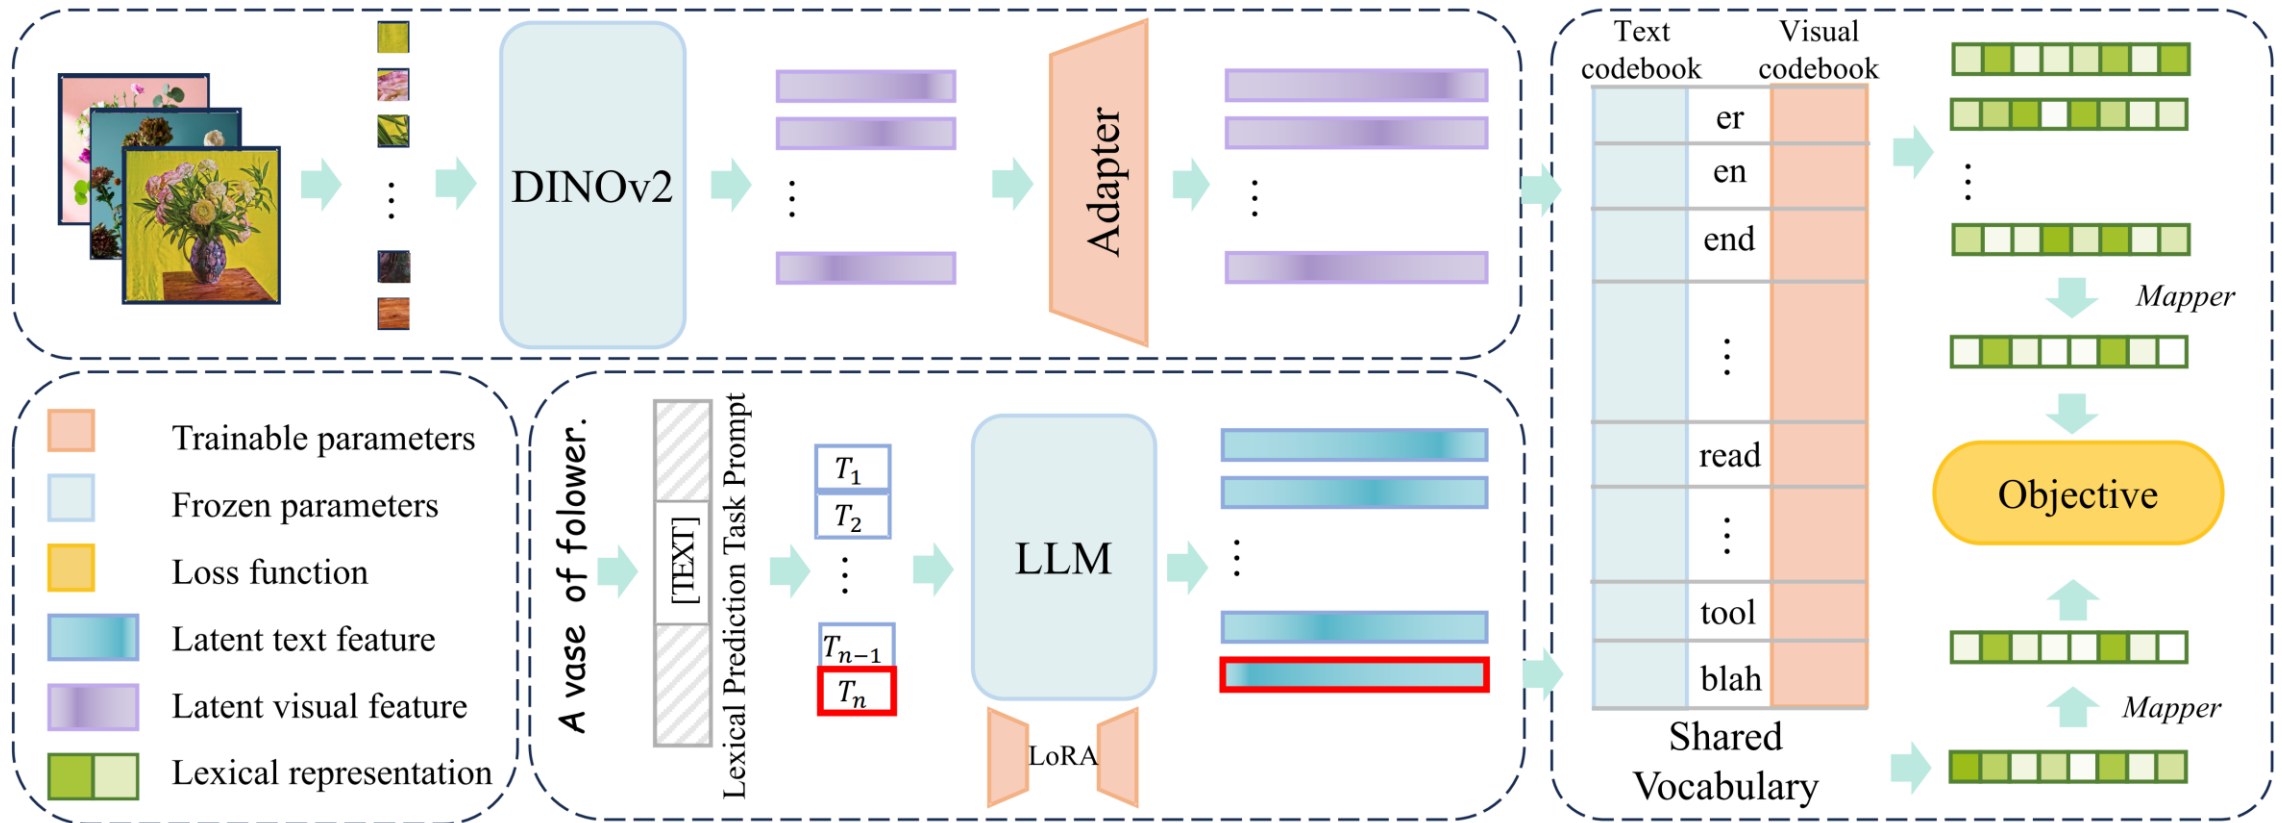 DINOv2
Adapter
Text
codebook
Visual
codebook
er
en
end
read
tool
blah
Shared
Vocabulary
Mapper
Objective
Mapper
Trainable parameters
Frozen parameters
Loss function
Latent text feature
Latent visual feature
Lexical representation
A vase of folower.
[TEXT]
Lexical Prediction Task Prompt
T₁
T₂
Tₙ₋₁
Tₙ
LLM
LoRA